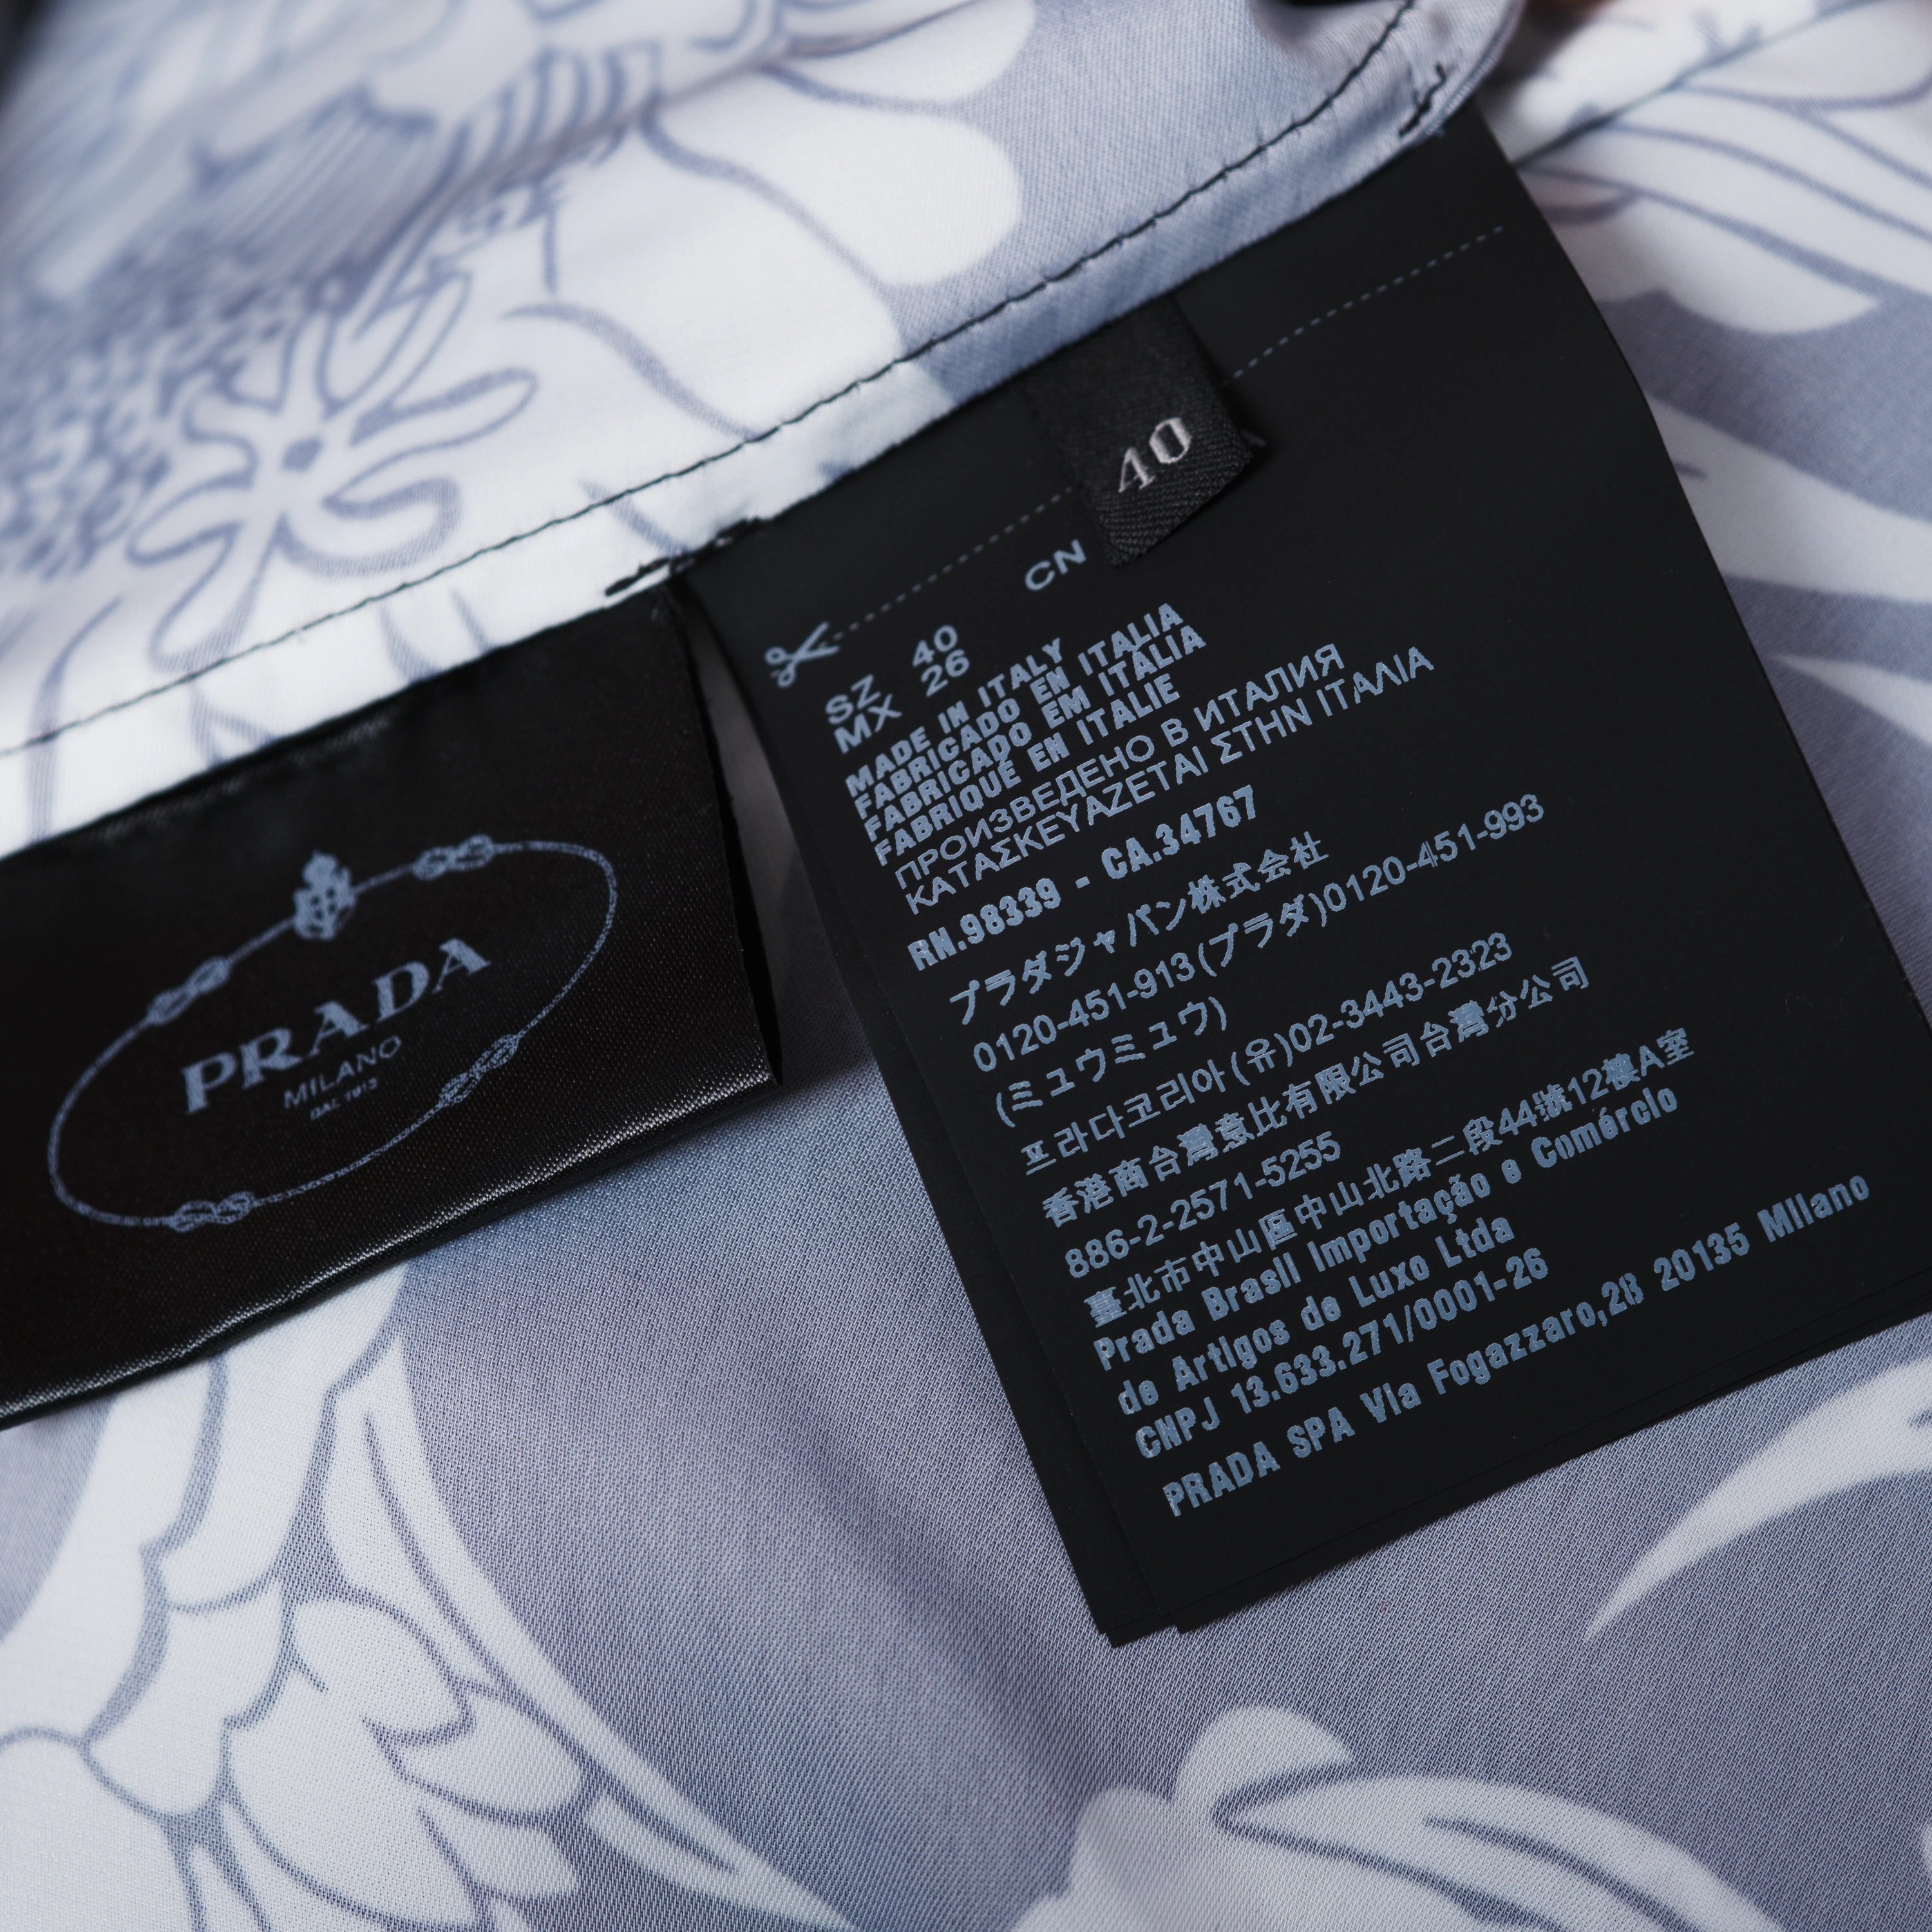 PRADA
MILANO
DAL 1913
40
CN
SZ 40
MX 26
MADE IN ITALY
FABRICADO EN ITALIA
FABRICADO EM ITALIA
FABRIQUÉ EN ITALIE
ПРОИЗВЕДЕНО В ИТАЛИЯ
ΚΑΤΑΣΚΕΥΑΖΕΤΑΙ ΣΤΗΝ ΙΤΑΛΙΑ
RN.98339 - CA.34767
プラダジャパン株式会社
0120-451-913(プラダ)0120-451-993
(ミュウミュウ)
프라다코리아(유)02-3443-2323
香港商台灣意比有限公司台灣分公司
886-2-2571-5255
臺北市中山區中山北路二段44號12樓A室
Prada Brasil Importação e Comércio
de Artigos de Luxo Ltda
CNPJ 13.633.271/0001-26
PRADA SPA Via Fogazzaro,28 20135 Milano